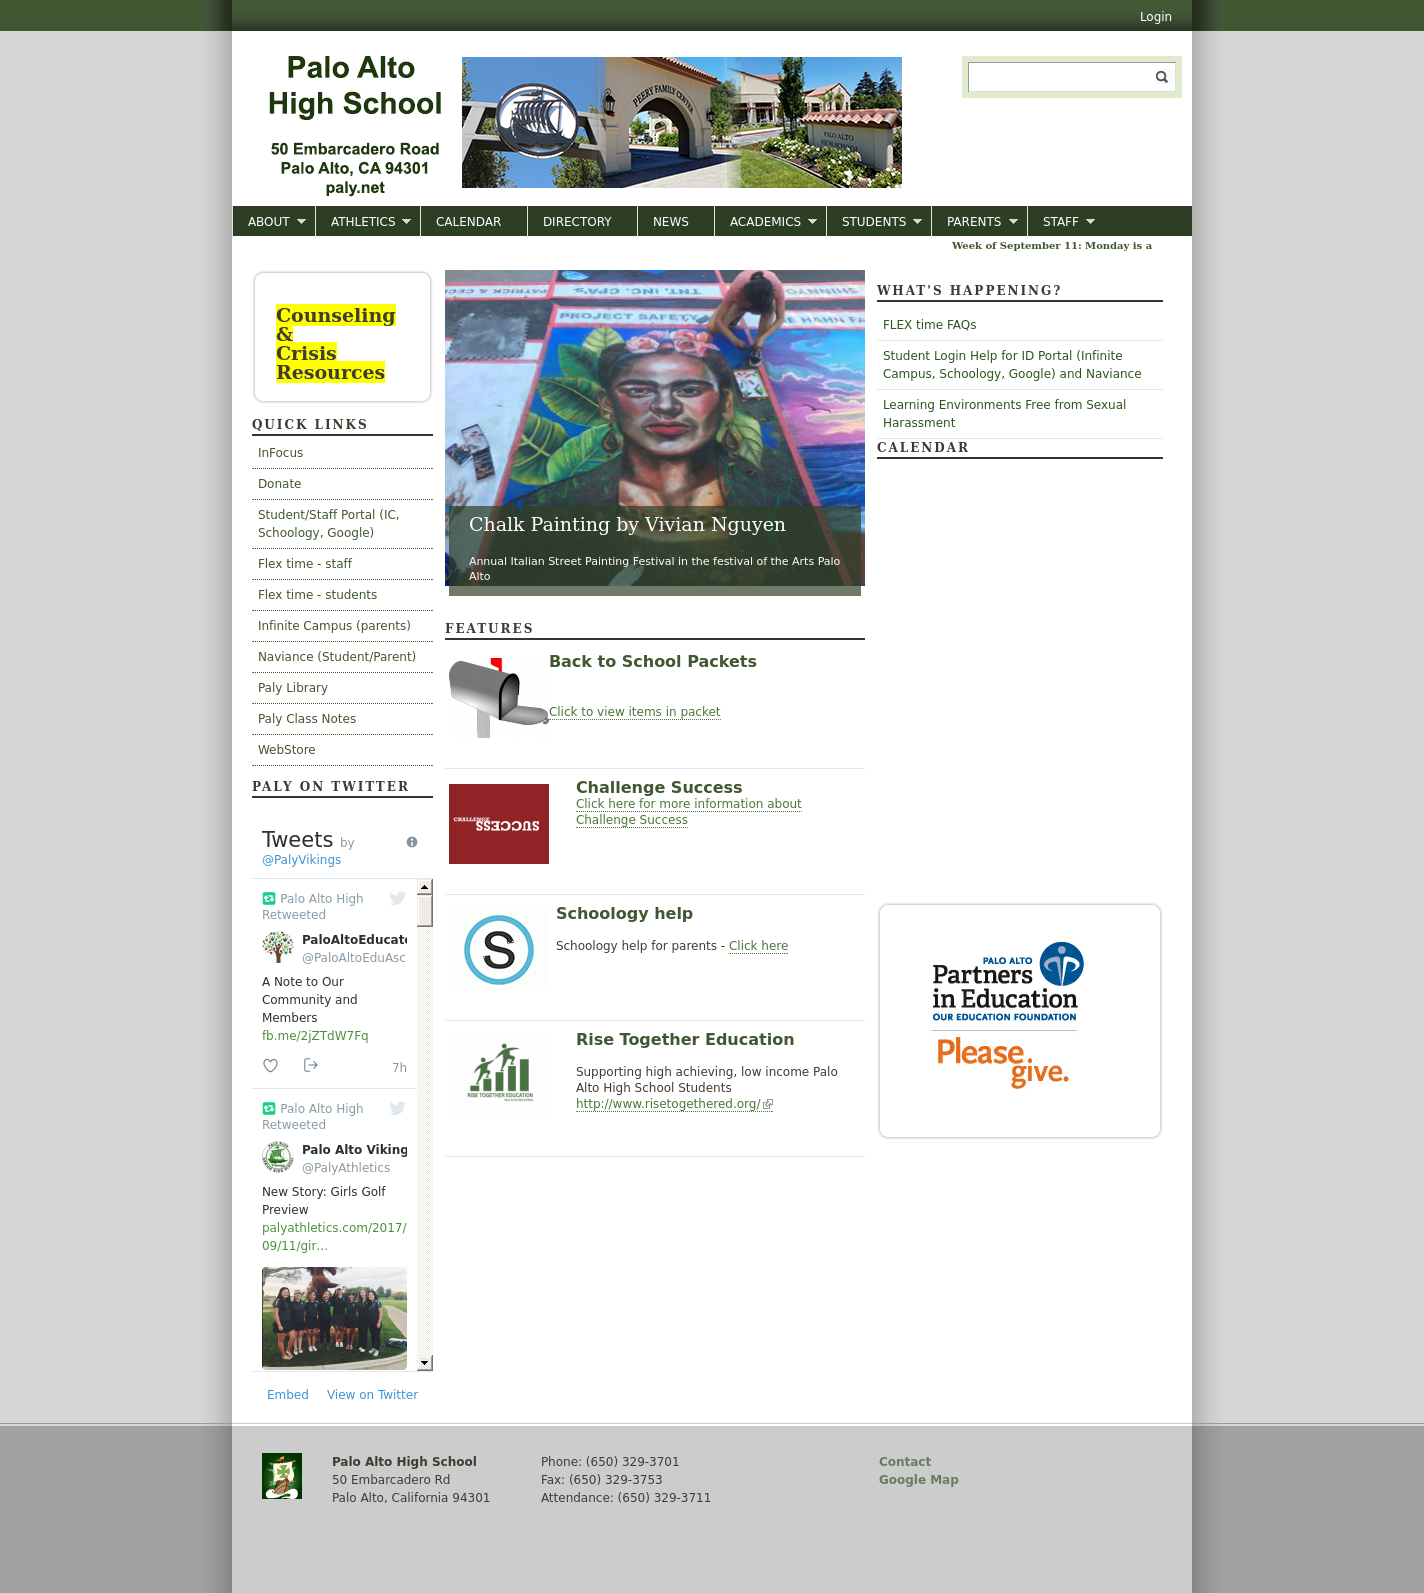 Login
Palo Alto
High School
50 Embarcadero Road
Palo Alto, CA 94301
paly.net
PEERY FAMILY CENTER
PALO ALTO
HIGH SCHOOL
ABOUT ATHLETICS CALENDAR DIRECTORY NEWS ACADEMICS STUDENTS PARENTS STAFF
Week of September 11: Monday is a
Counseling
&
Crisis
Resources
QUICK LINKS
InFocus
Donate
Student/Staff Portal (IC,
Schoology, Google)
Flex time - staff
Flex time - students
Infinite Campus (parents)
Naviance (Student/Parent)
Paly Library
Paly Class Notes
WebStore
PALY ON TWITTER
Tweets by
@PalyVikings
Palo Alto High
Retweeted
PaloAltoEducato
@PaloAltoEduAsc
A Note to Our
Community and
Members
fb.me/2jZTdW7Fq
7h
Palo Alto High
Retweeted
Palo Alto Viking
@PalyAthletics
New Story: Girls Golf
Preview
palyathletics.com/2017/
09/11/gir…
Embed View on Twitter
PROJECT SAFETY
Chalk Painting by Vivian Nguyen
Annual Italian Street Painting Festival in the festival of the Arts Palo
Alto
FEATURES
Back to School Packets
Click to view items in packet
CHALLENGE
SUCCESS
Challenge Success
Click here for more information about
Challenge Success
S
Schoology help
Schoology help for parents - Click here
RISE TOGETHER EDUCATION
Rise Together Education
Supporting high achieving, low income Palo
Alto High School Students
http://www.risetogethered.org/
WHAT'S HAPPENING?
FLEX time FAQs
Student Login Help for ID Portal (Infinite
Campus, Schoology, Google) and Naviance
Learning Environments Free from Sexual
Harassment
CALENDAR
PALO ALTO
Partners
in Education
OUR EDUCATION FOUNDATION
Please
give.
Palo Alto High School
50 Embarcadero Rd
Palo Alto, California 94301
Phone: (650) 329-3701
Fax: (650) 329-3753
Attendance: (650) 329-3711
Contact
Google Map